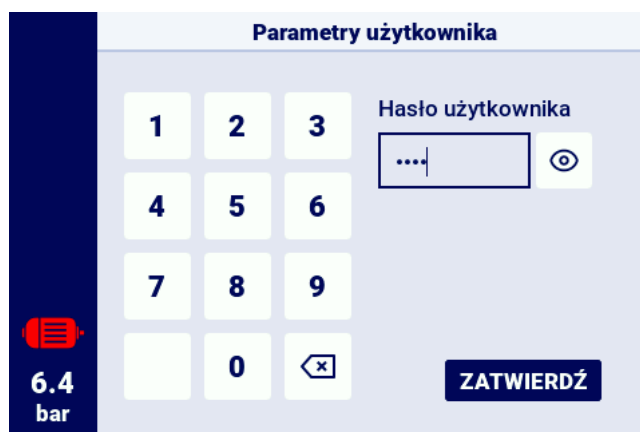 Parametry użytkownika
Hasło użytkownika
••••
1 2 3
4 5 6
7 8 9
0
ZATWIERDŹ
6.4
bar